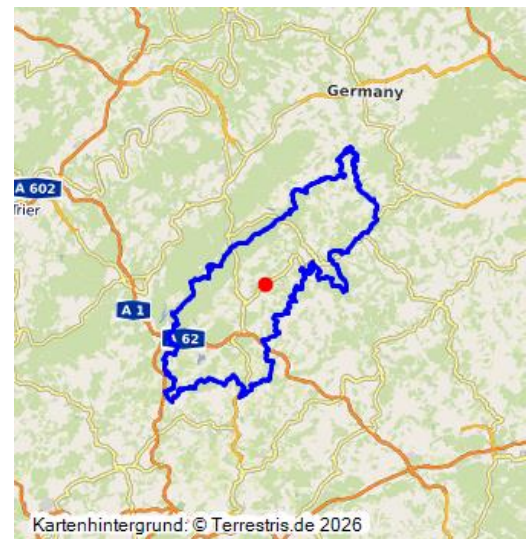 Germany
A 602
Trier
A 1
A 62
Kartenhintergrund: © Terrestris.de 2026